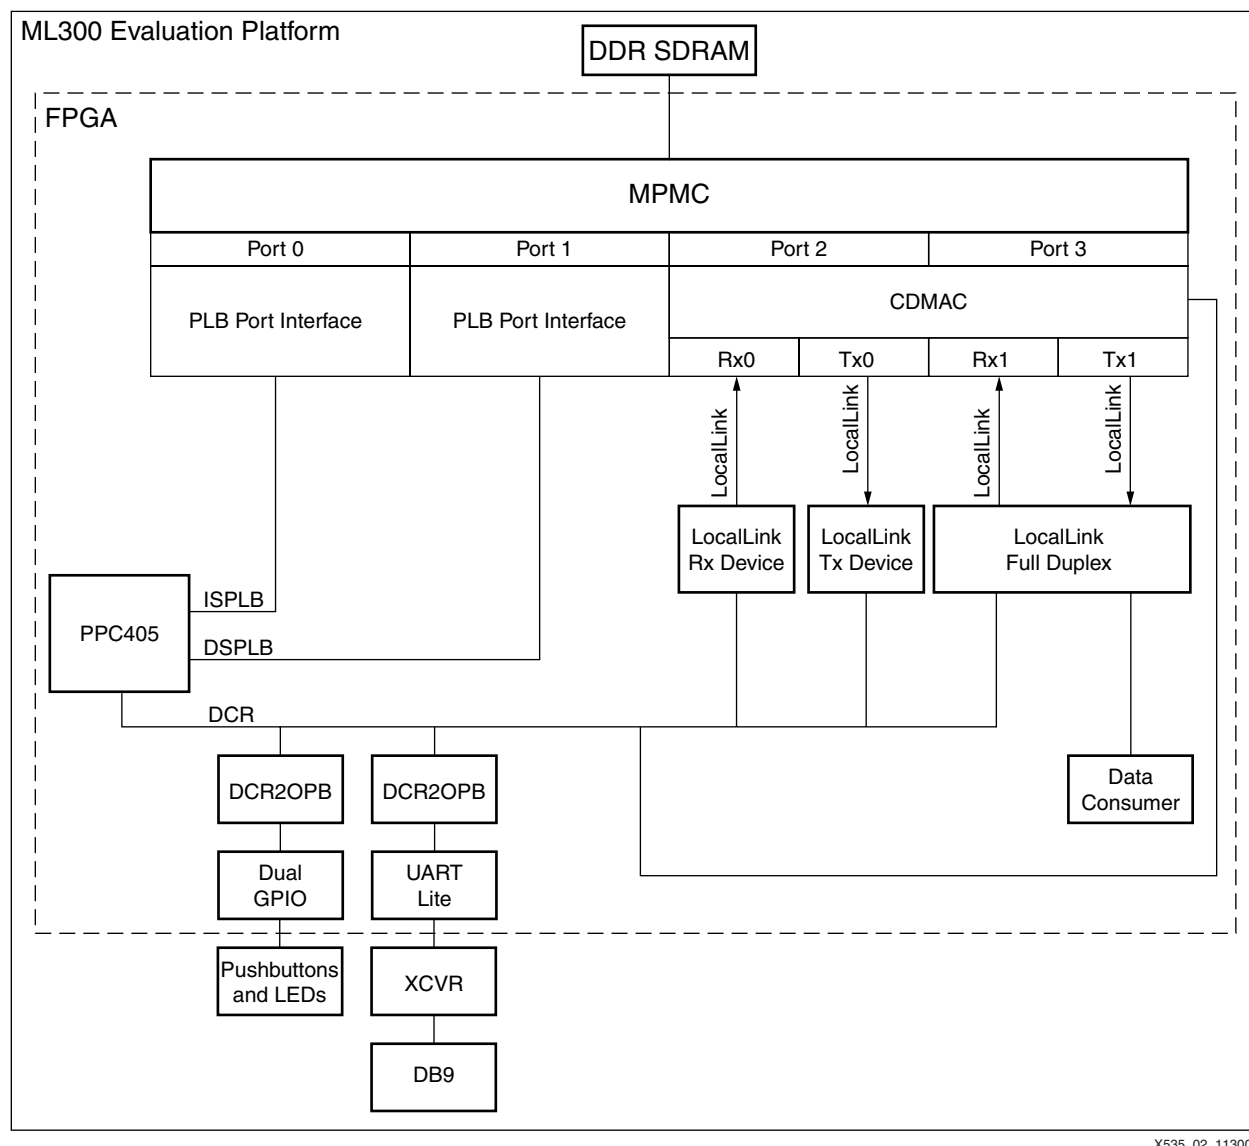 ML300 Evaluation Platform
DDR SDRAM
FPGA
MPMC
Port 0
Port 1
Port 2
Port 3
PLB Port Interface
PLB Port Interface
CDMAC
Rx0
Tx0
Rx1
Tx1
LocalLink
LocalLink
LocalLink
LocalLink
LocalLink
Rx Device
LocalLink
Tx Device
LocalLink
Full Duplex
PPC405
ISPLB
DSPLB
DCR
DCR2OPB
DCR2OPB
Data
Consumer
Dual
GPIO
UART
Lite
Pushbuttons
and LEDs
XCVR
DB9